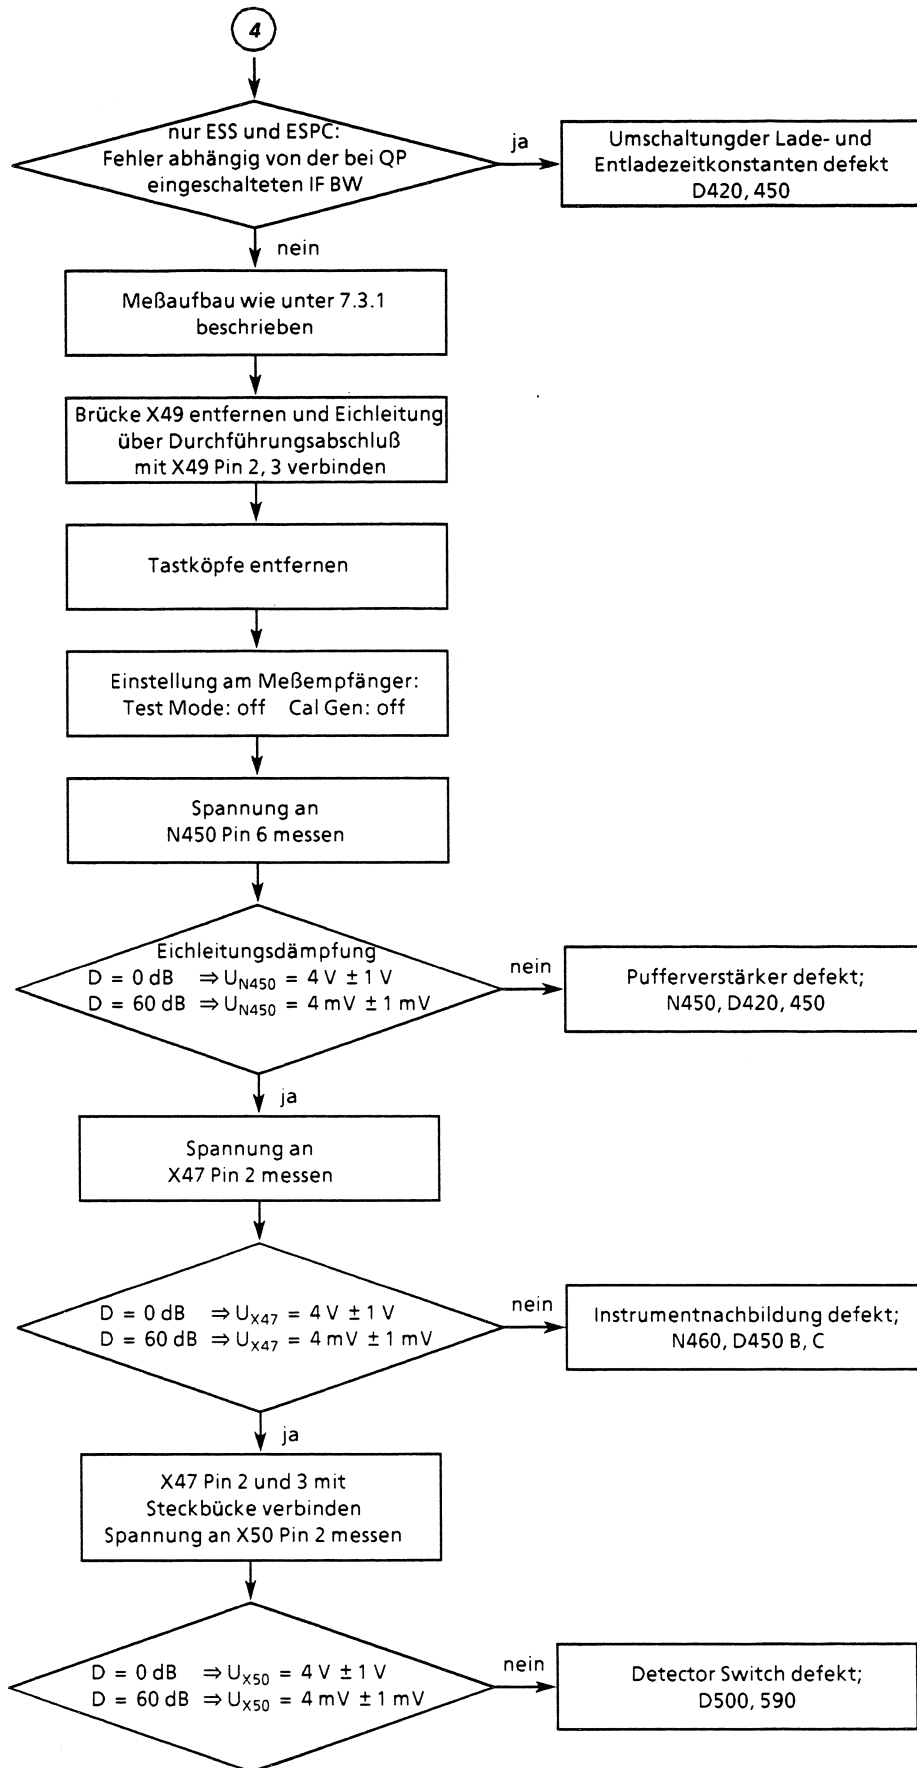 4
nur ESS und ESPC:
Fehler abhängig von der bei QP
eingeschalteten IF BW
ja
Umschaltungder Lade- und
Entladezeitkonstanten defekt
D420, 450
nein
Meßaufbau wie unter 7.3.1
beschrieben
Brücke X49 entfernen und Eichleitung
über Durchführungsabschluß
mit X49 Pin 2, 3 verbinden
Tastköpfe entfernen
Einstellung am Meßempfänger:
Test Mode: off Cal Gen: off
Spannung an
N450 Pin 6 messen
Eichleitungsdämpfung
D = 0 dB ⇒ U_N450 = 4 V ± 1 V
D = 60 dB ⇒ U_N450 = 4 mV ± 1 mV
nein
Pufferverstärker defekt;
N450, D420, 450
ja
Spannung an
X47 Pin 2 messen
D = 0 dB ⇒ U_X47 = 4 V ± 1 V
D = 60 dB ⇒ U_X47 = 4 mV ± 1 mV
nein
Instrumentnachbildung defekt;
N460, D450 B, C
ja
X47 Pin 2 und 3 mit
Steckbücke verbinden
Spannung an X50 Pin 2 messen
D = 0 dB ⇒ U_X50 = 4 V ± 1 V
D = 60 dB ⇒ U_X50 = 4 mV ± 1 mV
nein
Detector Switch defekt;
D500, 590